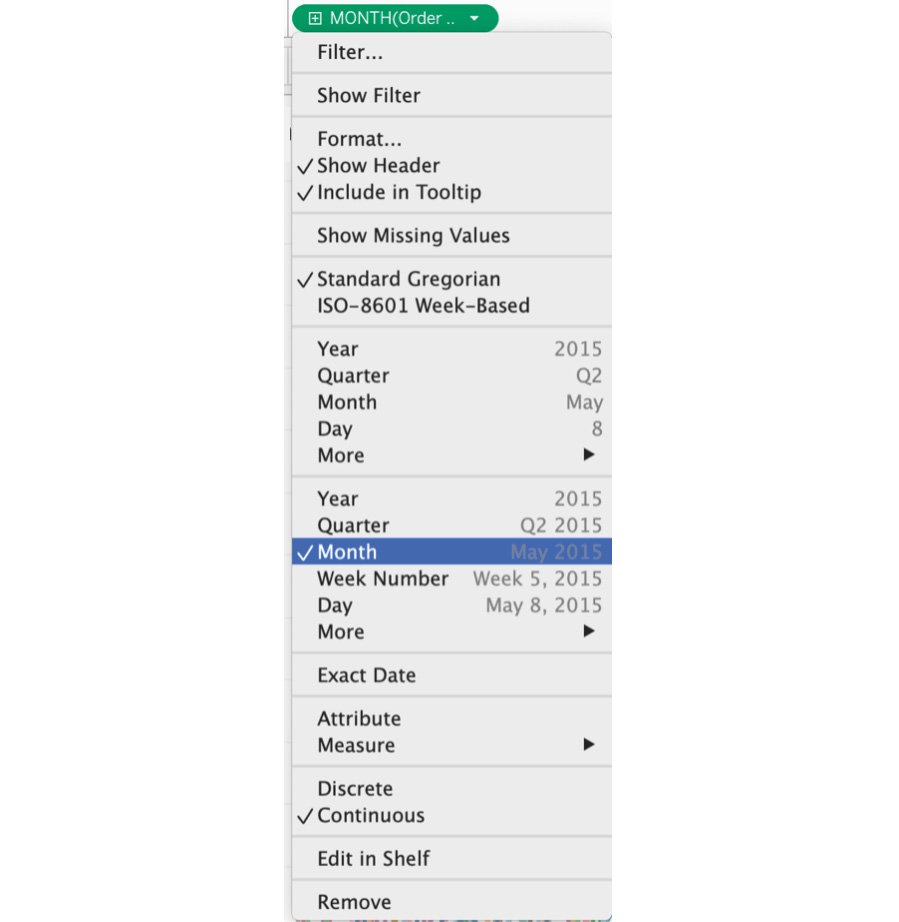 MONTH(Order ..
Filter...
Show Filter
Format...
✓ Show Header
✓ Include in Tooltip
Show Missing Values
✓ Standard Gregorian
ISO-8601 Week-Based
Year 2015
Quarter Q2
Month May
Day 8
More ▶
Year 2015
Quarter Q2 2015
✓ Month May 2015
Week Number Week 5, 2015
Day May 8, 2015
More ▶
Exact Date
Attribute
Measure ▶
Discrete
✓ Continuous
Edit in Shelf
Remove